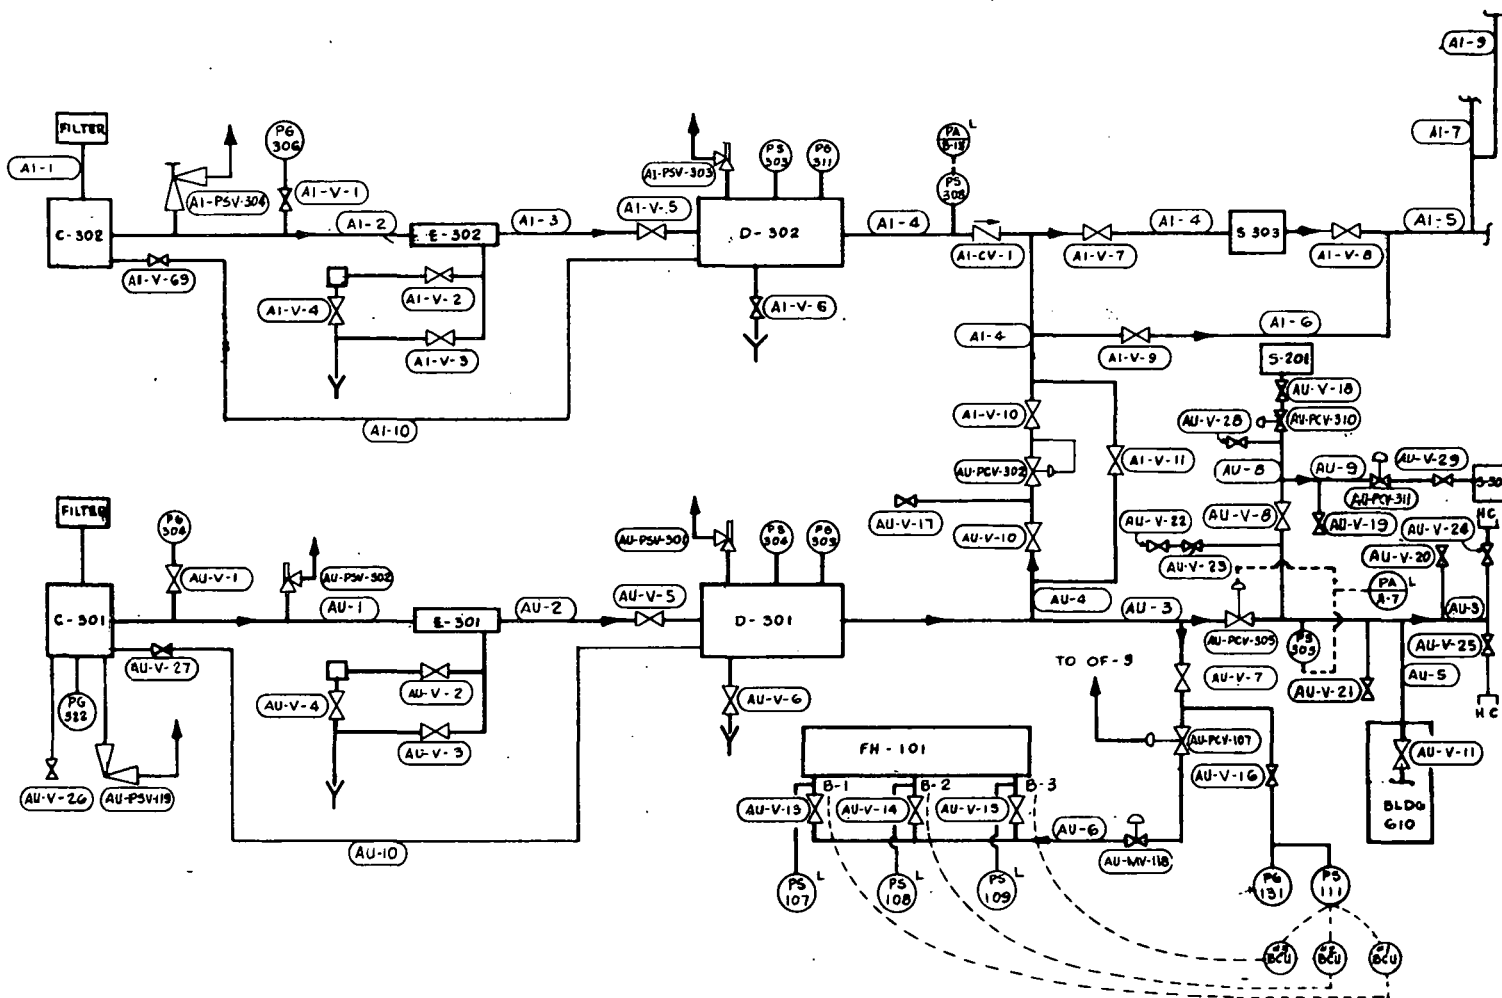 AI-9
AI-7
FILTER
PG 306
PA B-15 L
AI-1
AI-PSV-304
AI-V-1
AI-PSV-303
PS 303
PG 311
PS 308
C-302
AI-2
E-302
AI-3
AI-V-5
D-302
AI-4
AI-CV-1
AI-V-7
AI-4
S 303
AI-V-8
AI-5
AI-V-69
AI-V-2
AI-V-4
AI-V-3
AI-V-6
AI-4
AI-V-9
AI-6
AI-10
S-201
AU-V-18
AU-PCV-310
AU-V-28
AI-V-10
AU-PCV-302
AI-V-11
AU-8
AU-9
AU-V-29
AU-PCV-311
S-30
HC
FILTER
PG 304
AU-PSV-301
PS 304
PG 303
AU-V-17
AU-V-10
AU-V-8
AU-V-19
AU-V-24
AU-V-22
AU-V-23
AU-V-20
AU-V-1
AU-PSV-302
C-301
AU-1
E-301
AU-2
AU-V-5
D-301
AU-4
AU-3
AU-PCV-305
PS 305
PA A-7 L
AU-3
AU-V-25
AU-V-27
AU-V-2
AU-V-4
AU-V-3
AU-V-6
TO OF-9
AU-V-7
AU-V-21
AU-5
HC
PG 322
AU-V-26
AU-PSV-119
FH-101
AU-PCV-107
AU-V-16
AU-V-11
BLDG 610
AU-V-13
B-1
AU-V-14
B-2
AU-V-15
B-3
AU-6
AU-MV-118
AU-10
PS 107 L
PS 108 L
PS 109 L
PG 131
PS 111
#3 BCU
#2 BCU
#1 BCU